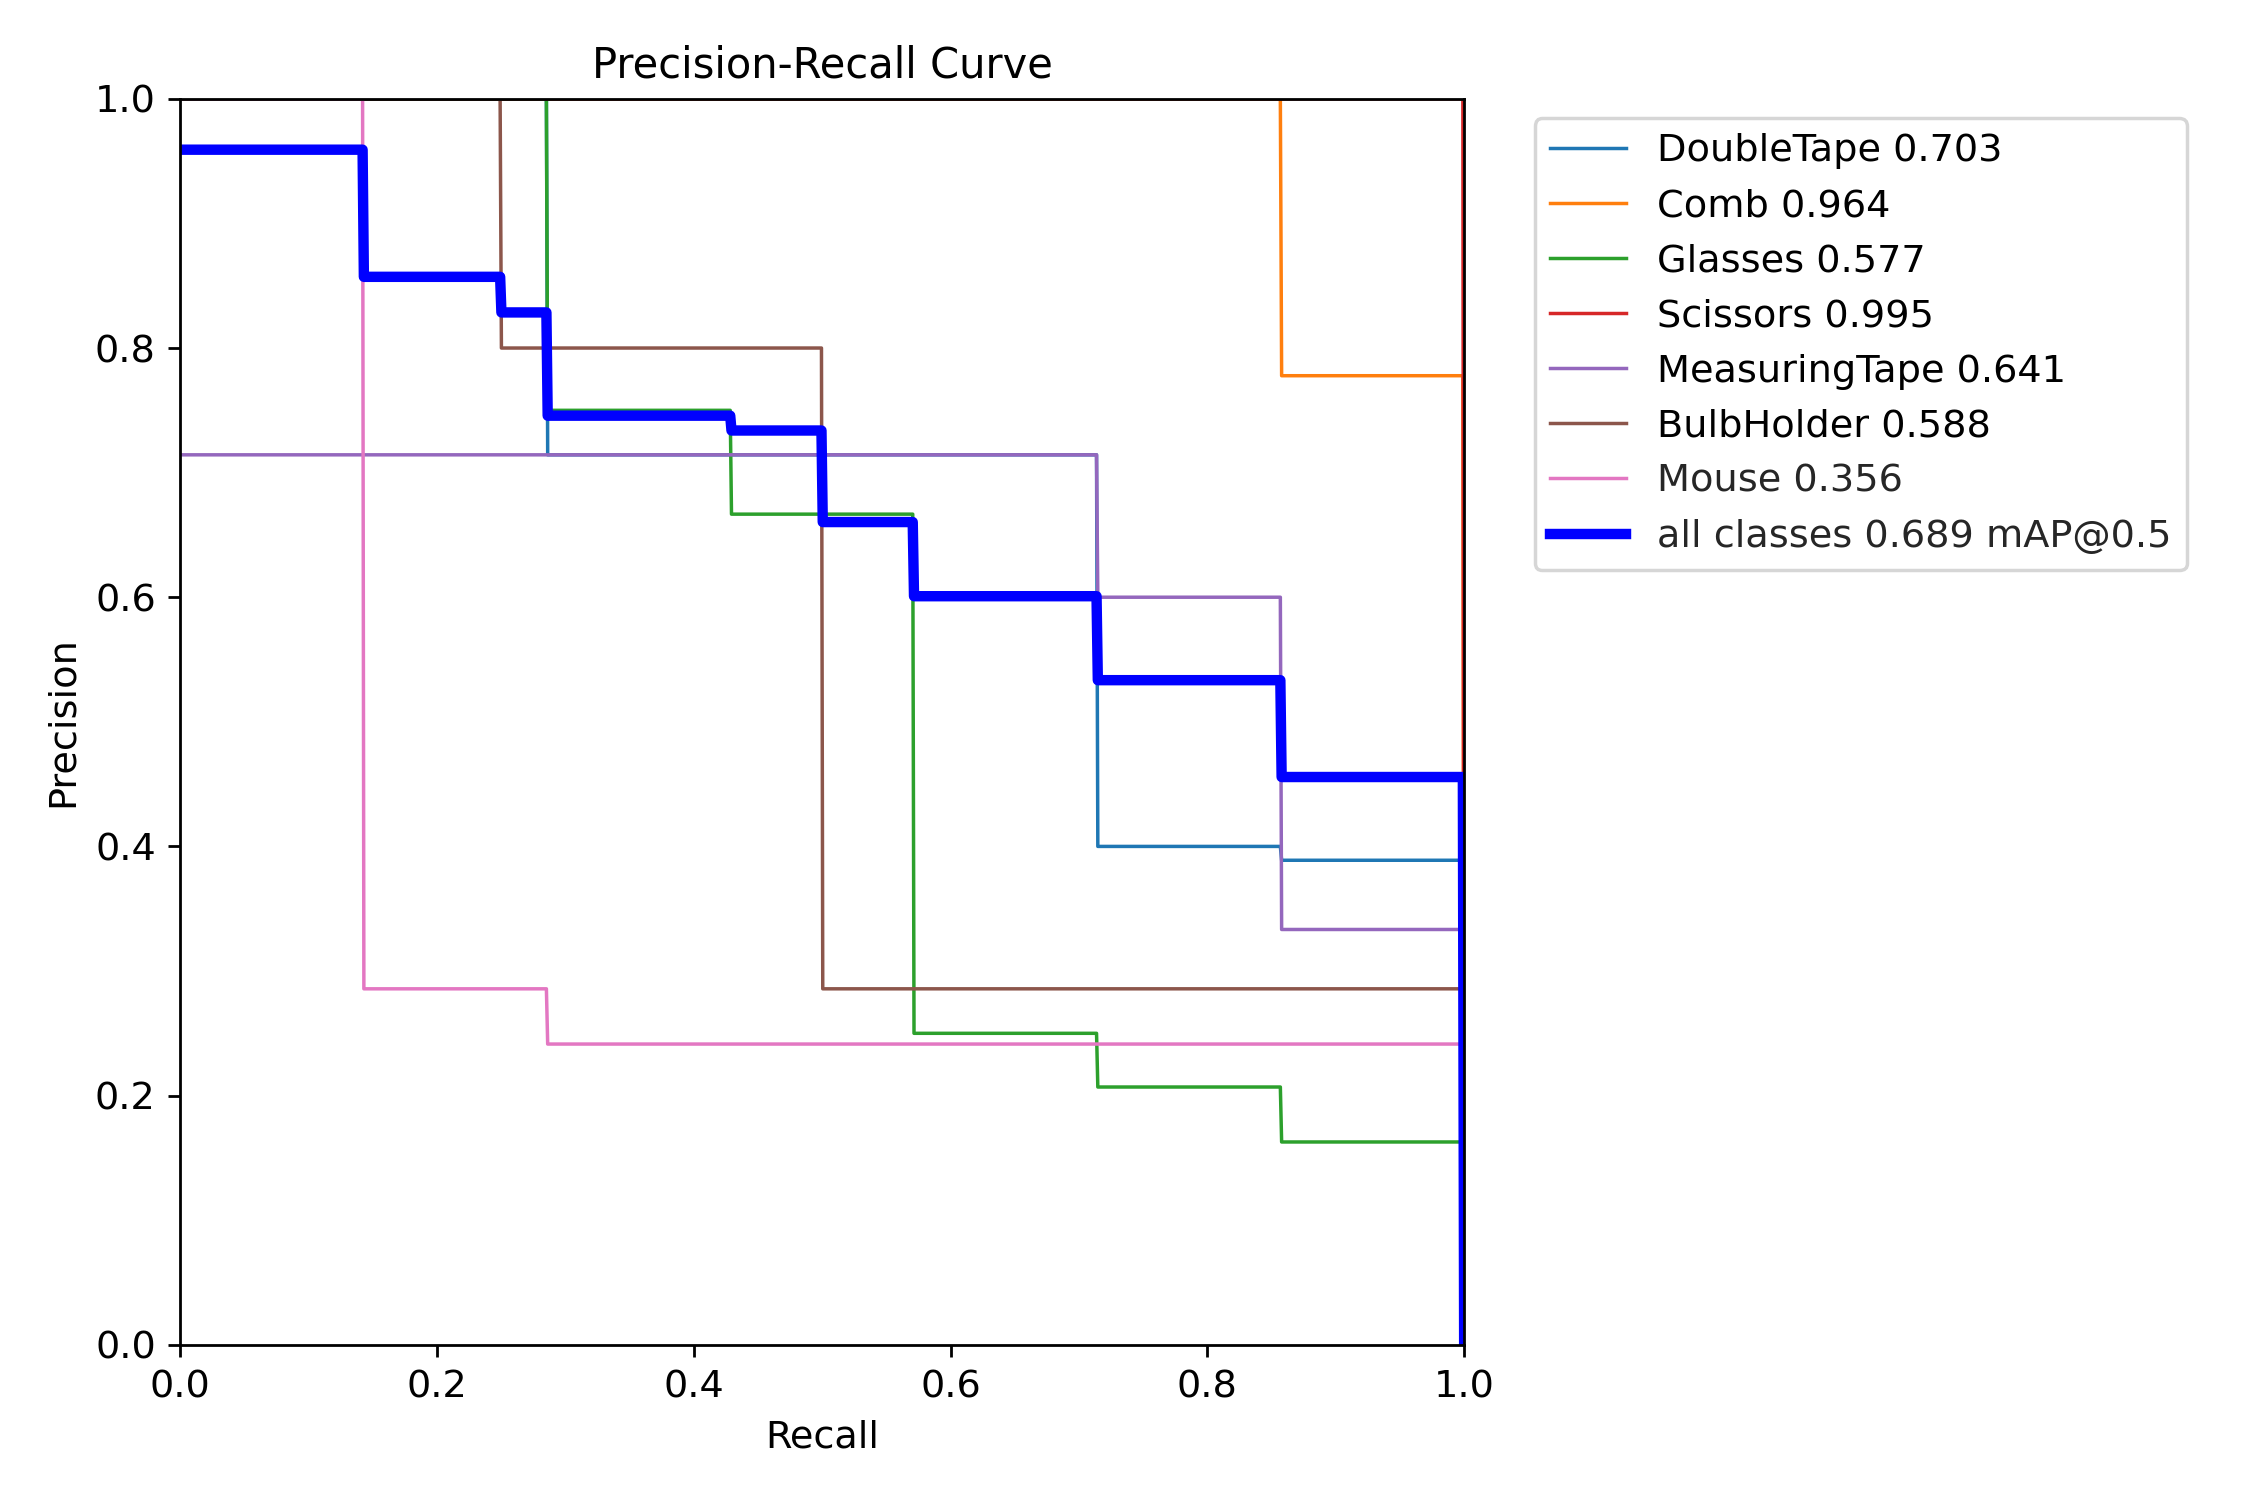 Precision-Recall Curve
1.0
0.8
0.6
0.4
0.2
0.0
Precision
0.0 0.2 0.4 0.6 0.8 1.0
Recall
DoubleTape 0.703
Comb 0.964
Glasses 0.577
Scissors 0.995
MeasuringTape 0.641
BulbHolder 0.588
Mouse 0.356
all classes 0.689 mAP@0.5